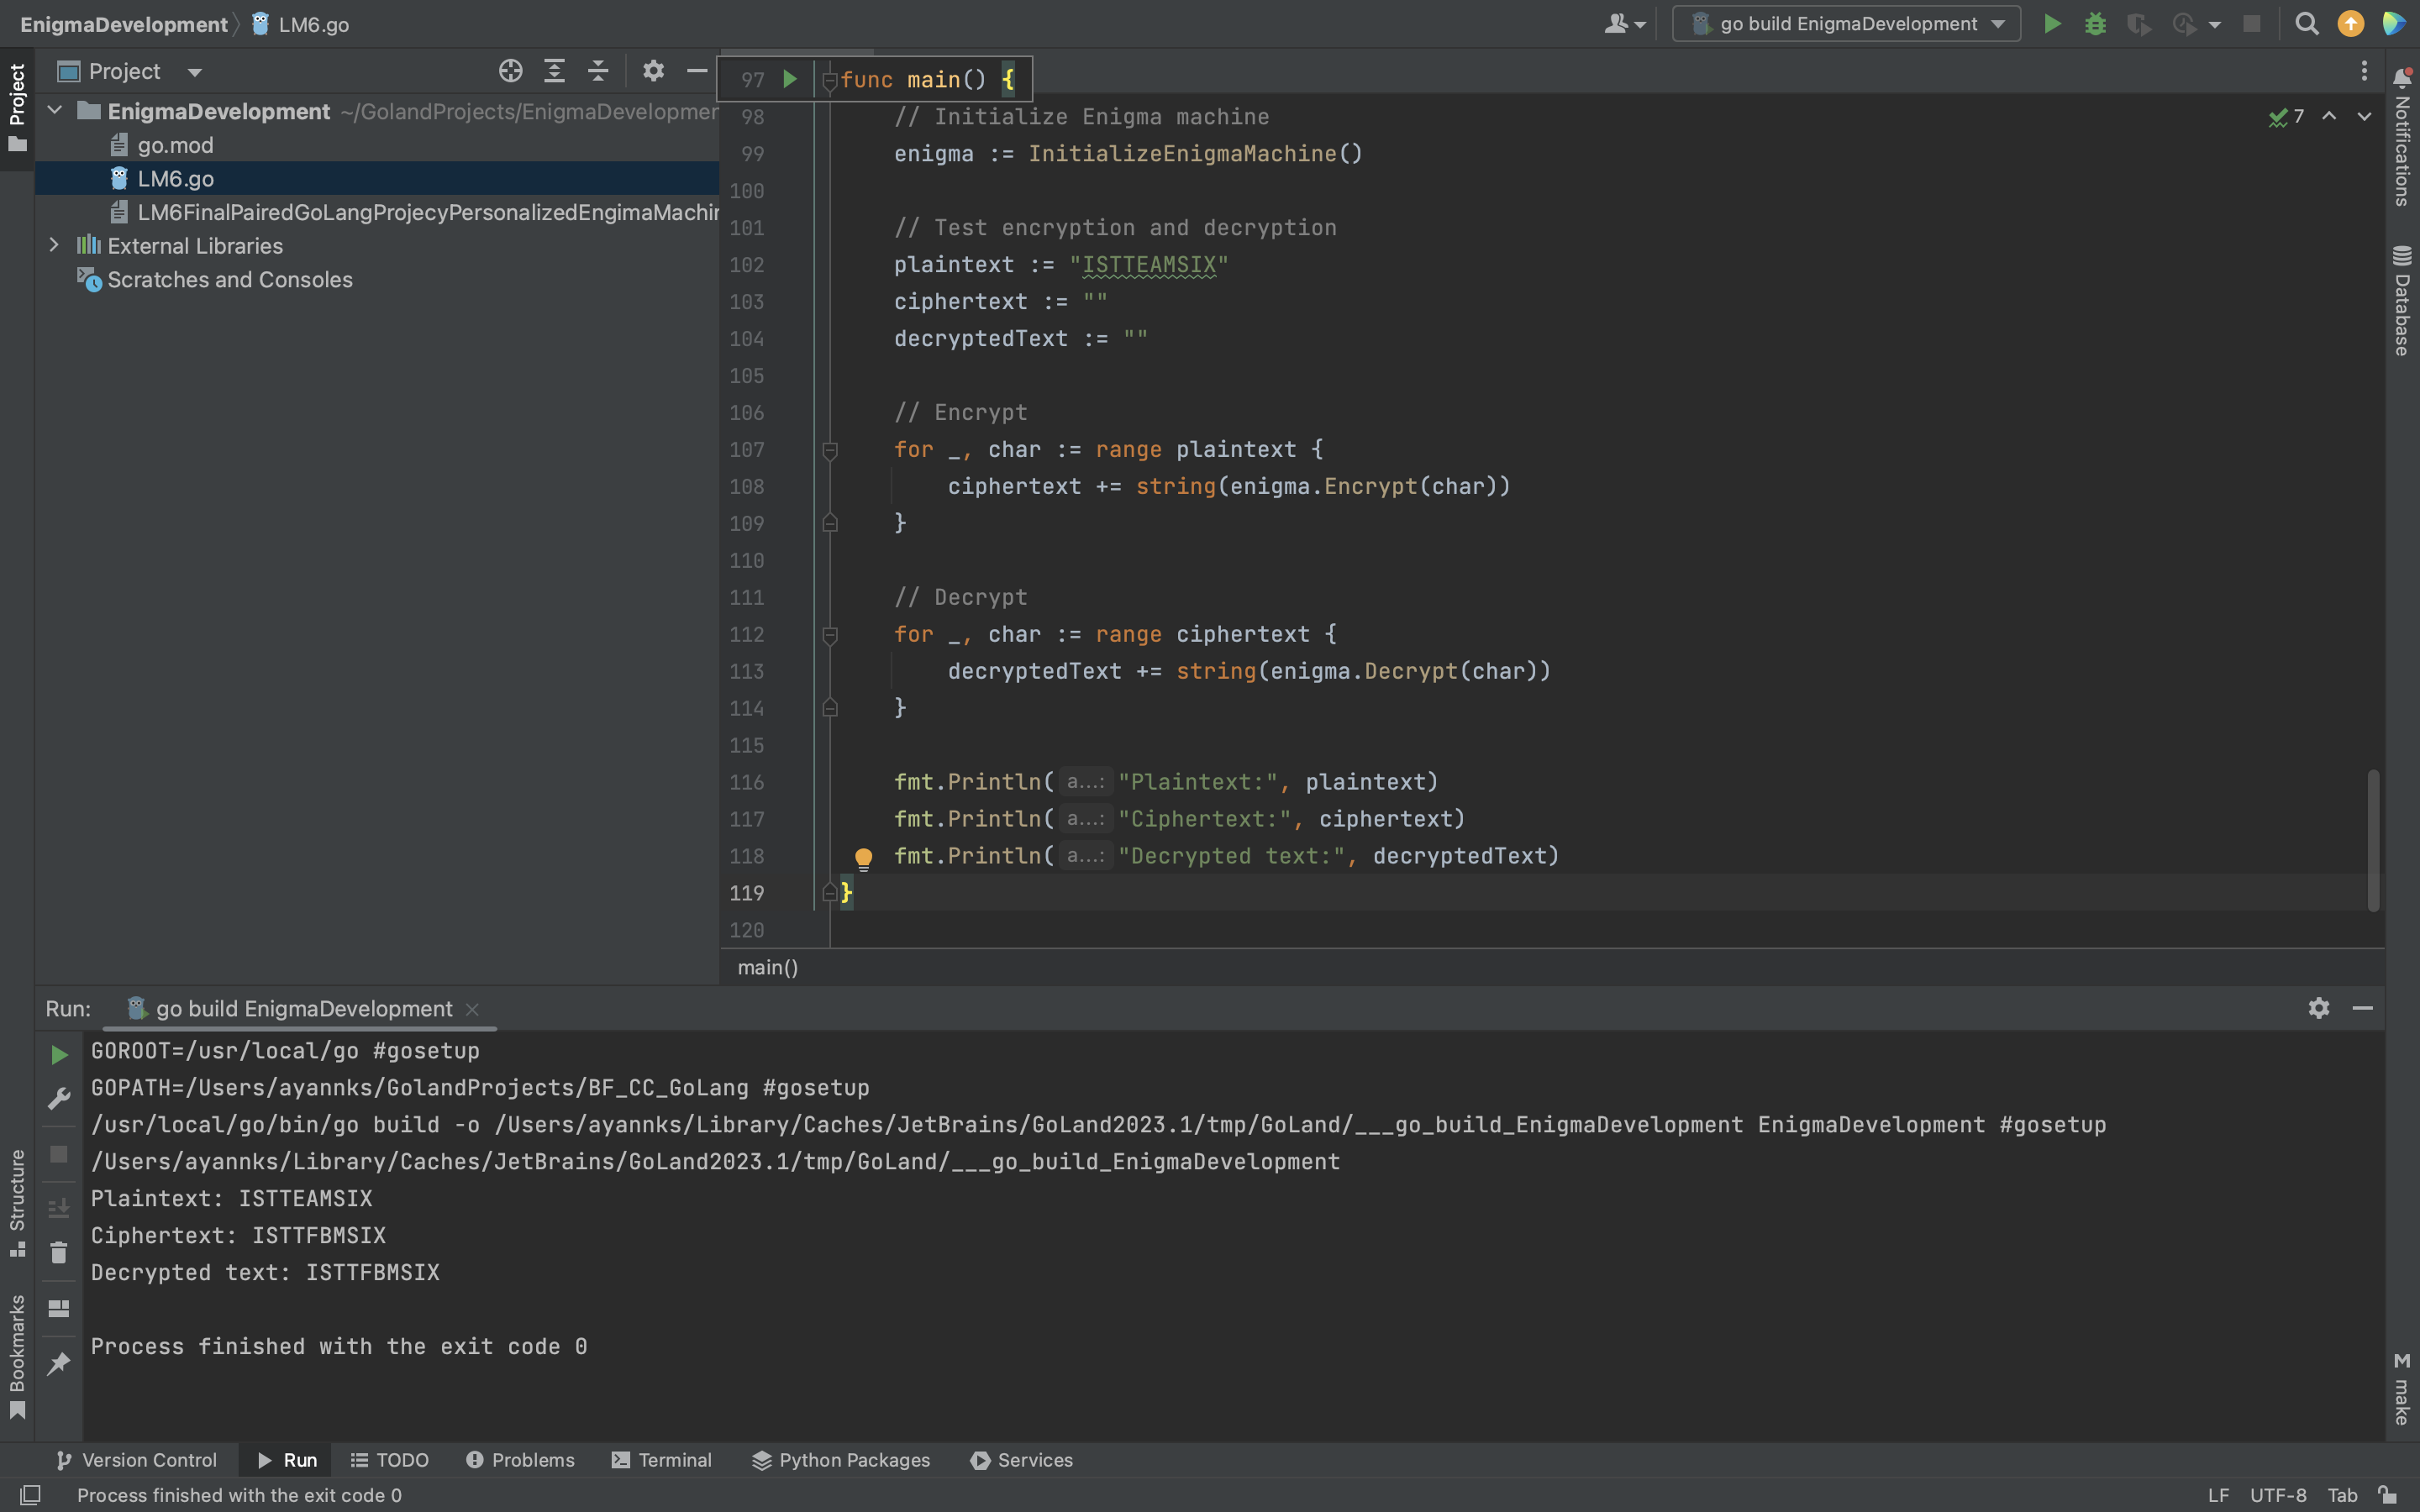 EnigmaDevelopment LM6.go
go build EnigmaDevelopment
Project
Project
EnigmaDevelopment ~/GolandProjects/EnigmaDevelopmen
go.mod
LM6.go
LM6FinalPairedGoLangProjecyPersonalizedEngimaMachin
External Libraries
Scratches and Consoles
97 func main() {
98 // Initialize Enigma machine
7
99 enigma := InitializeEnigmaMachine()
100
101 // Test encryption and decryption
102 plaintext := "ISTTEAMSIX"
103 ciphertext := ""
104 decryptedText := ""
105
106 // Encrypt
107 for _, char := range plaintext {
108 ciphertext += string(enigma.Encrypt(char))
109 }
110
111 // Decrypt
112 for _, char := range ciphertext {
113 decryptedText += string(enigma.Decrypt(char))
114 }
115
116 fmt.Println( a...: "Plaintext:", plaintext)
117 fmt.Println( a...: "Ciphertext:", ciphertext)
118 fmt.Println( a...: "Decrypted text:", decryptedText)
119 }
120
main()
Notifications
Database
Run: go build EnigmaDevelopment
GOROOT=/usr/local/go #gosetup
GOPATH=/Users/ayannks/GolandProjects/BF_CC_GoLang #gosetup
/usr/local/go/bin/go build -o /Users/ayannks/Library/Caches/JetBrains/GoLand2023.1/tmp/GoLand/___go_build_EnigmaDevelopment EnigmaDevelopment #gosetup
/Users/ayannks/Library/Caches/JetBrains/GoLand2023.1/tmp/GoLand/___go_build_EnigmaDevelopment
Plaintext: ISTTEAMSIX
Ciphertext: ISTTFBMSIX
Decrypted text: ISTTFBMSIX
Process finished with the exit code 0
Structure
Bookmarks
M make
Version Control Run TODO Problems Terminal Python Packages Services
Process finished with the exit code 0
LF UTF-8 Tab